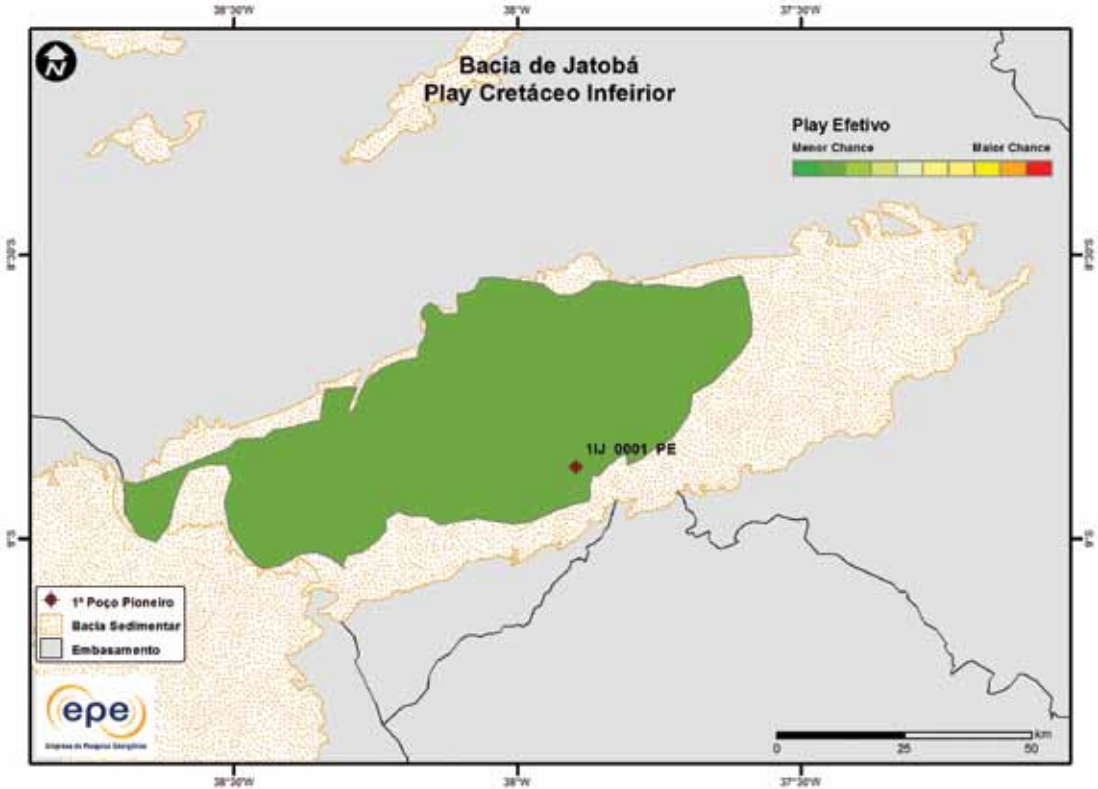 38°30'W 38°W 37°30'W
N
Bacia de Jatobá
Play Cretáceo Infeirior
Play Efetivo
Menor Chance Maior Chance
8°30'S 8°30'S
1IJ 0001 PE
9°S 9°S
1º Poço Pioneiro
Bacia Sedimentar
Embasamento
epe
Empresa de Pesquisa Energética
km
0 25 50
38°30'W 38°W 37°30'W